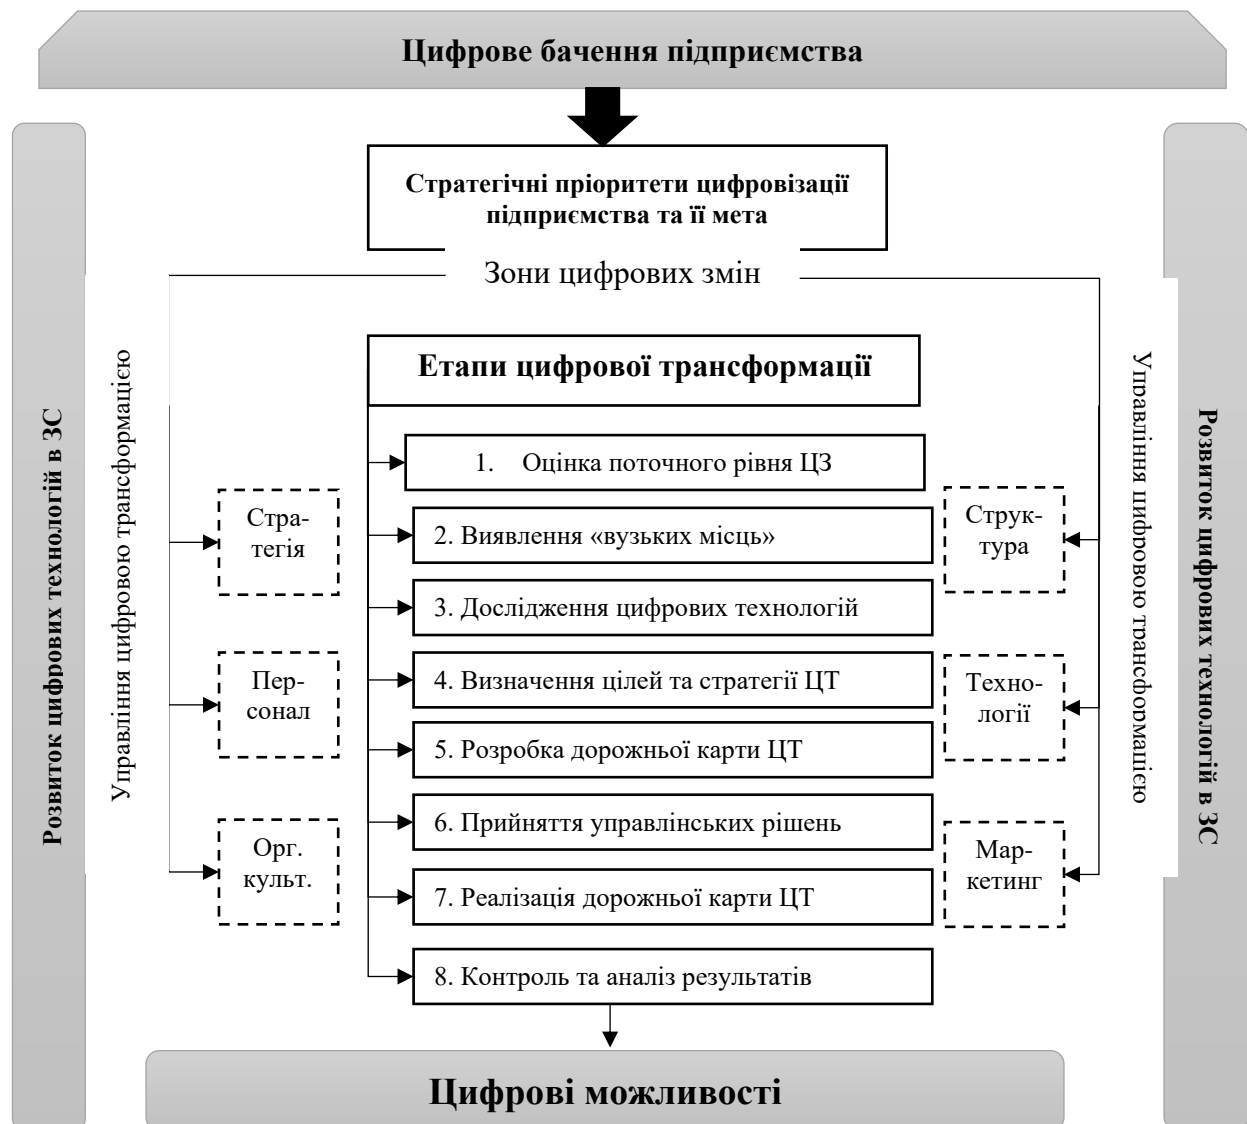 Цифрове бачення підприємства
Стратегічні пріоритети цифровізації
підприємства та її мета
Зони цифрових змін
Етапи цифрової трансформації
1. Оцінка поточного рівня ЦЗ
2. Виявлення «вузьких місць»
3. Дослідження цифрових технологій
4. Визначення цілей та стратегії ЦТ
5. Розробка дорожньої карти ЦТ
6. Прийняття управлінських рішень
7. Реалізація дорожньої карти ЦТ
8. Контроль та аналіз результатів
Розвиток цифрових технологій в ЗС
Управління цифровою трансформацією
Стра-
тегія
Пер-
сонал
Орг.
культ.
Струк-
тура
Техно-
логії
Мар-
кетинг
Управління цифровою трансформацією
Розвиток цифрових технологій в ЗС
Цифрові можливості